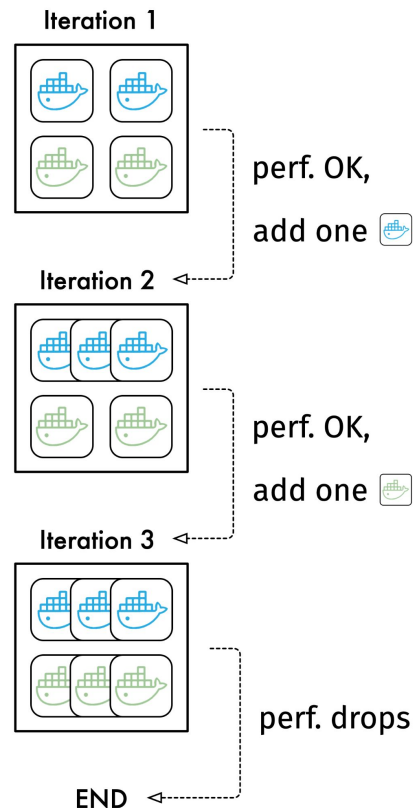 Iteration 1
perf. OK,
add one
Iteration 2
perf. OK,
add one
Iteration 3
perf. drops
END